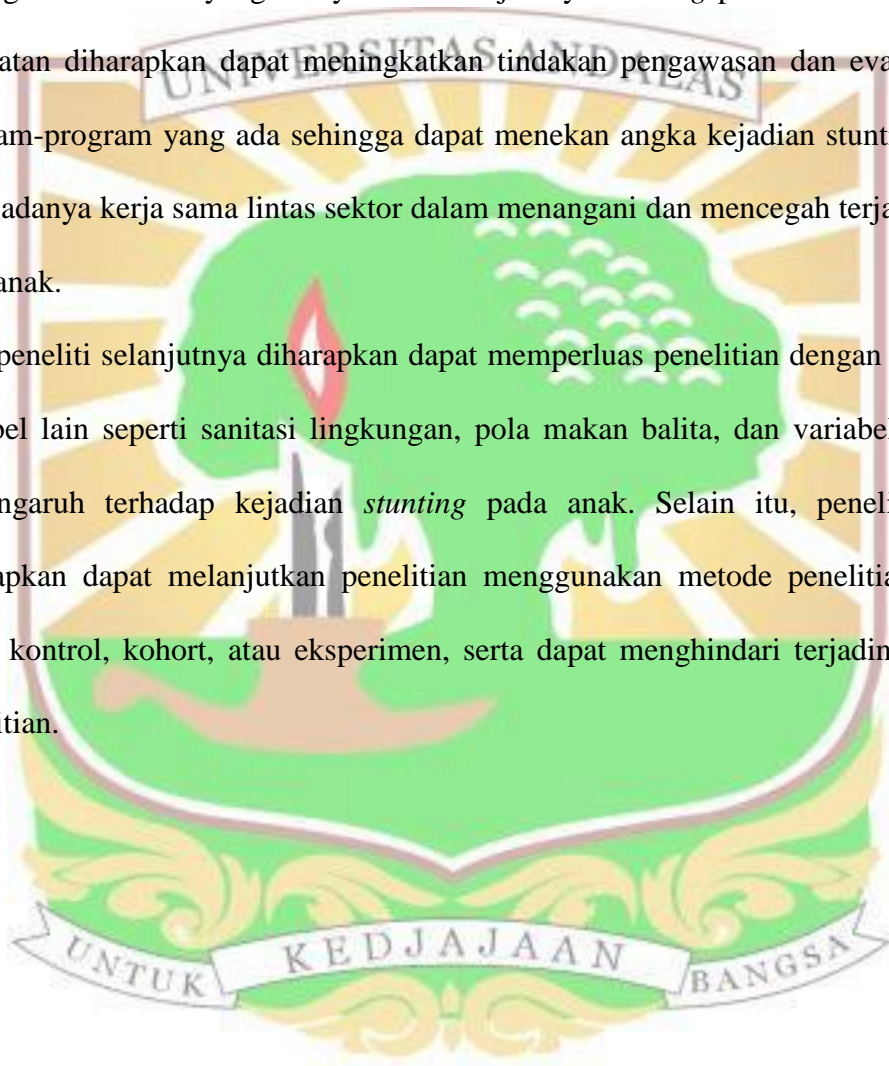 UNIVERSITAS ANDALAS
atan diharapkan dapat meningkatkan tindakan pengawasan dan eva
am-program yang ada sehingga dapat menekan angka kejadian stunti
adanya kerja sama lintas sektor dalam menangani dan mencegah terja
anak.
peneliti selanjutnya diharapkan dapat memperluas penelitian dengan
bel lain seperti sanitasi lingkungan, pola makan balita, dan variabel
ngaruh terhadap kejadian stunting pada anak. Selain itu, peneli
apkan dapat melanjutkan penelitian menggunakan metode penelitia
kontrol, kohort, atau eksperimen, serta dapat menghindari terjadin
itian.
UNTUK KEDJAJAAN BANGSA